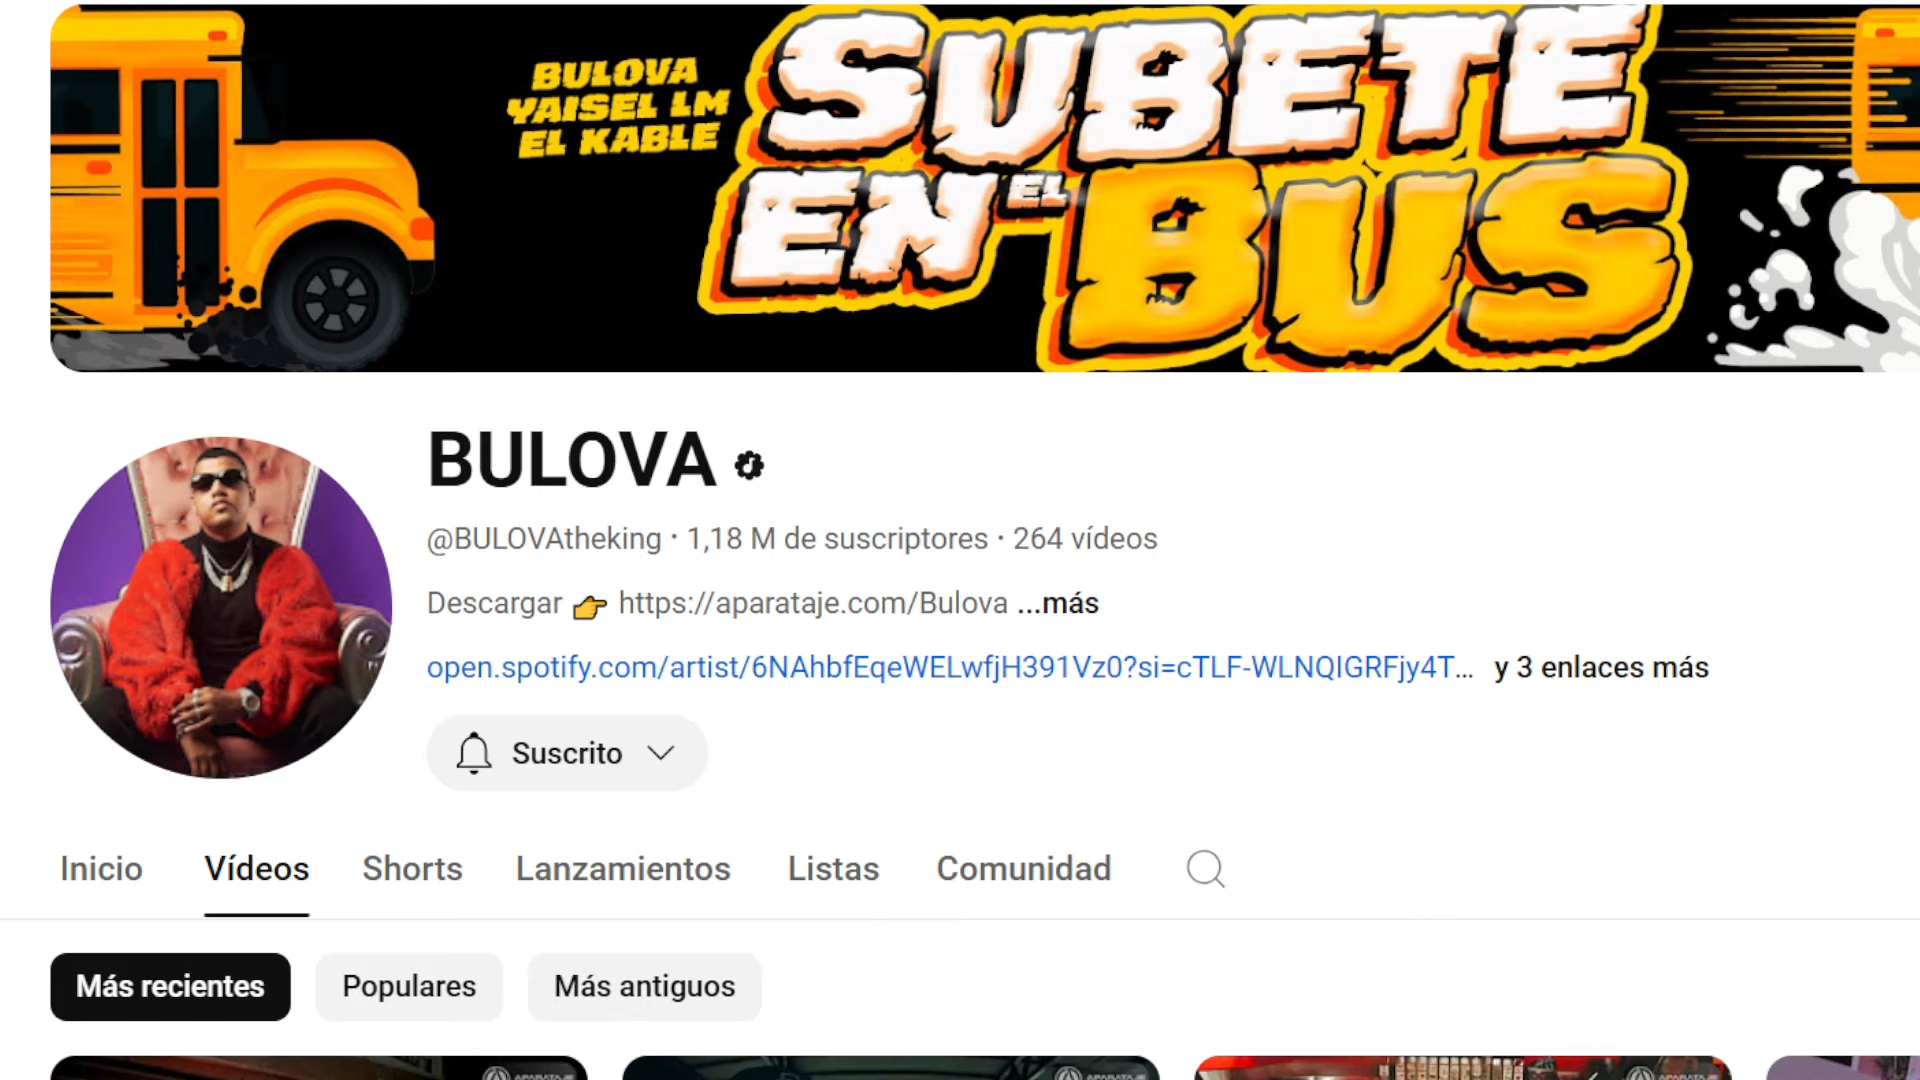 BULOVA
YAISEL LM
EL KABLE
SUBETE
EN EL BUS
BULOVA
@BULOVAtheking · 1,18 M de suscriptores · 264 vídeos
Descargar 👉 https://aparataje.com/Bulova ...más
open.spotify.com/artist/6NAhbfEqeWELwfjH391Vz0?si=cTLF-WLNQIGRFjy4T... y 3 enlaces más
Suscrito
Inicio Vídeos Shorts Lanzamientos Listas Comunidad
Más recientes Populares Más antiguos